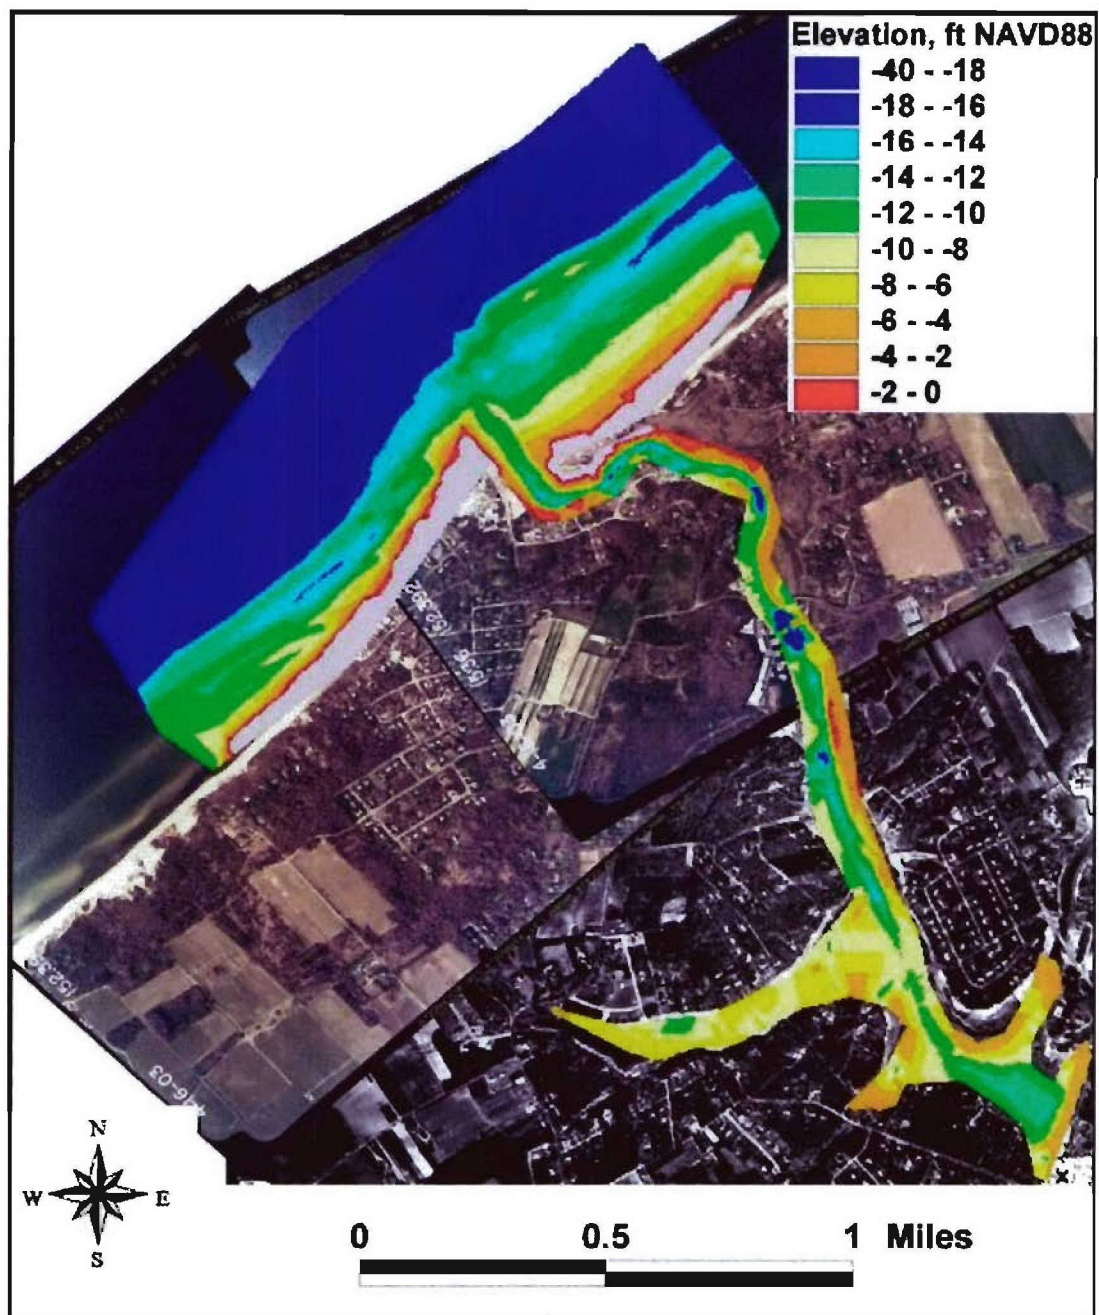 Elevation, ft NAVD88
-40 - -18
-18 - -16
-16 - -14
-14 - -12
-12 - -10
-10 - -8
-8 - -6
-6 - -4
-4 - -2
-2 - 0
N
W E
S
0 0.5 1 Miles